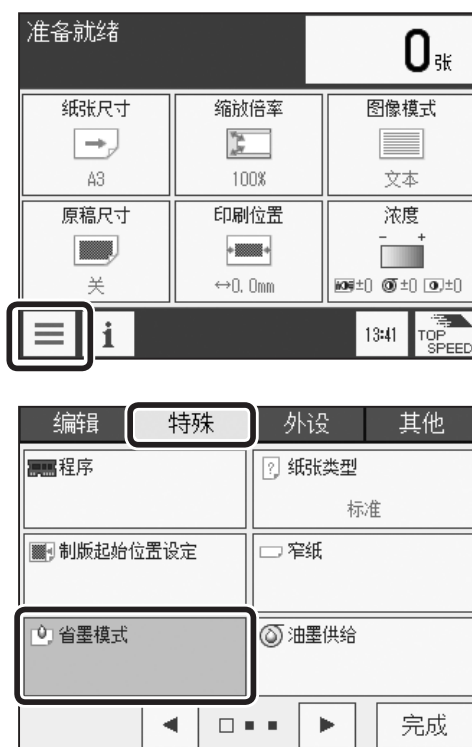 准备就绪
0张
纸张尺寸 缩放倍率 图像模式
A3 100% 文本
原稿尺寸 印刷位置 浓度
- +
关 ↔0.0mm ±0 ±0 ±0
i 13:41 TOP SPEED
编辑 特殊 外设 其他
程序 ? 纸张类型
标准
制版起始位置设定 窄纸
省墨模式 油墨供给
完成